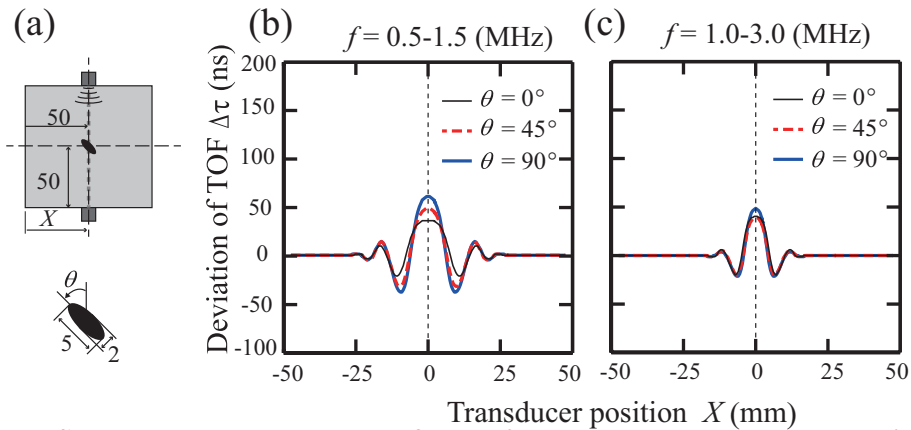 (a)
50
50
X
θ
5
2
(b)
f = 0.5-1.5 (MHz)
Deviation of TOF Δτ (ns)
200
150
100
50
0
-50
-100
θ = 0°
θ = 45°
θ = 90°
-50
-25
0
25
50
(c)
f = 1.0-3.0 (MHz)
θ = 0°
θ = 45°
θ = 90°
-50
-25
0
25
50
Transducer position X (mm)